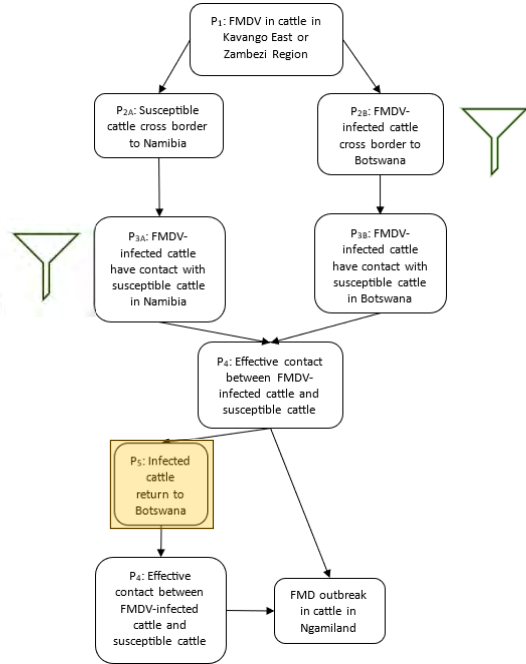 P₁: FMDV in cattle in
Kavango East or
Zambezi Region
P₂ₐ: Susceptible
cattle cross border
to Namibia
P₂B: FMDV-
infected cattle
cross border to
Botswana
P₃ₐ: FMDV-
infected cattle
have contact with
susceptible cattle
in Namibia
P₃B: FMDV-
infected cattle
have contact with
susceptible cattle
in Botswana
P₄: Effective contact
between FMDV-
infected cattle and
susceptible cattle
P₅: Infected
cattle
return to
Botswana
P₄: Effective
contact between
FMDV-infected
cattle and
susceptible cattle
FMD outbreak
in cattle in
Ngamiland